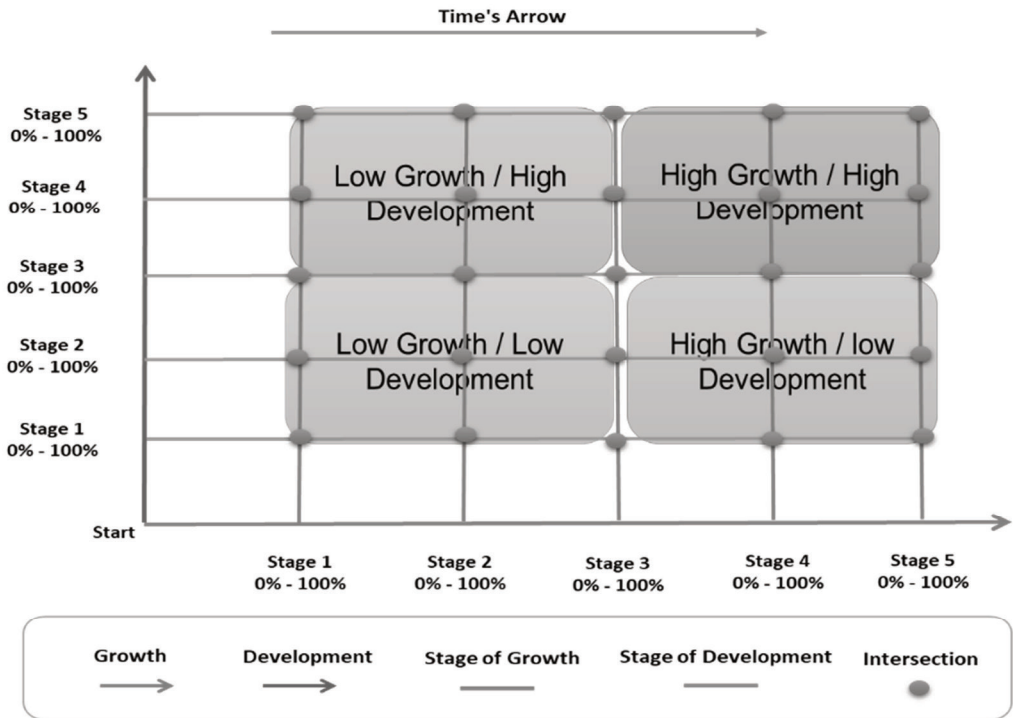 Time's Arrow
Stage 5
0% - 100%
Stage 4
0% - 100%
Stage 3
0% - 100%
Stage 2
0% - 100%
Stage 1
0% - 100%
Start
Low Growth / High
Development
High Growth / High
Development
Low Growth / Low
Development
High Growth / low
Development
Stage 1
0% - 100%
Stage 2
0% - 100%
Stage 3
0% - 100%
Stage 4
0% - 100%
Stage 5
0% - 100%
Growth
Development
Stage of Growth
Stage of Development
Intersection